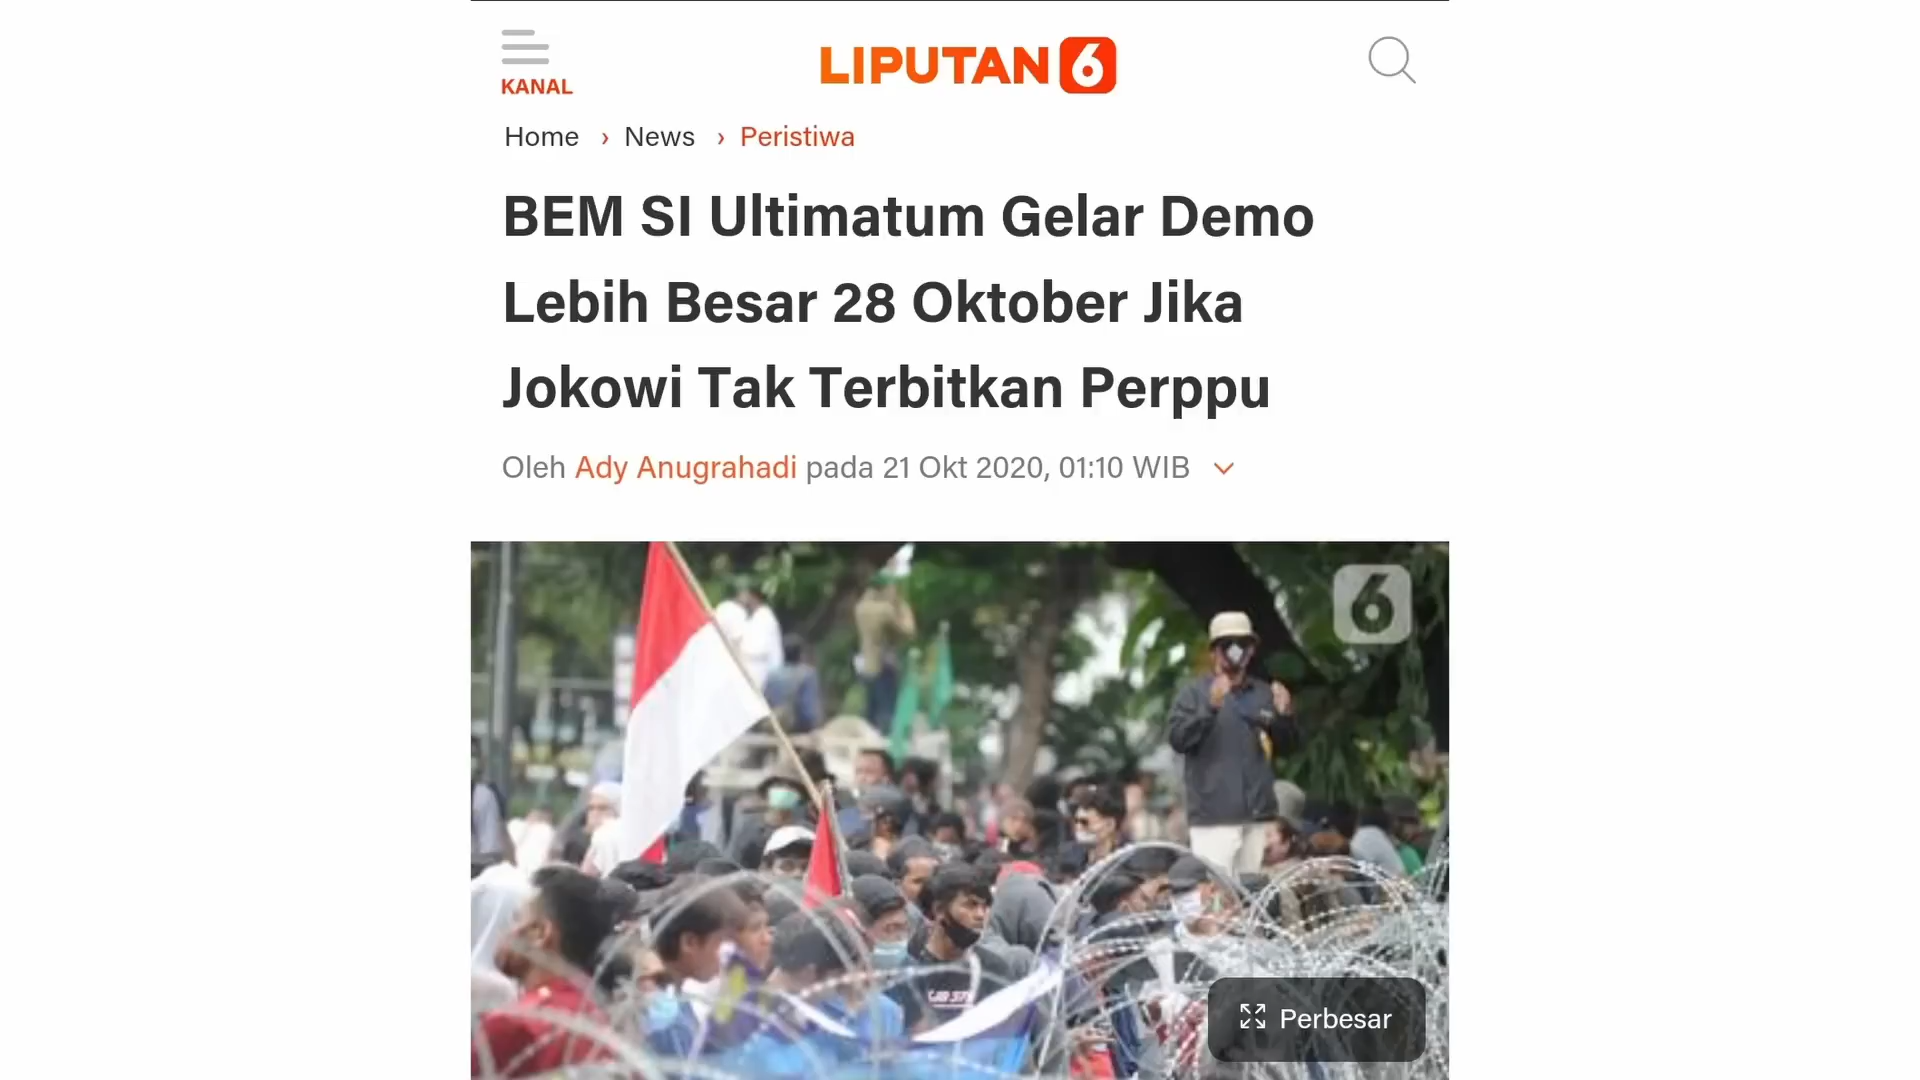 KANAL
LIPUTAN 6
Home › News › Peristiwa
BEM SI Ultimatum Gelar Demo
Lebih Besar 28 Oktober Jika
Jokowi Tak Terbitkan Perppu
Oleh Ady Anugrahadi pada 21 Okt 2020, 01:10 WIB
6
Perbesar